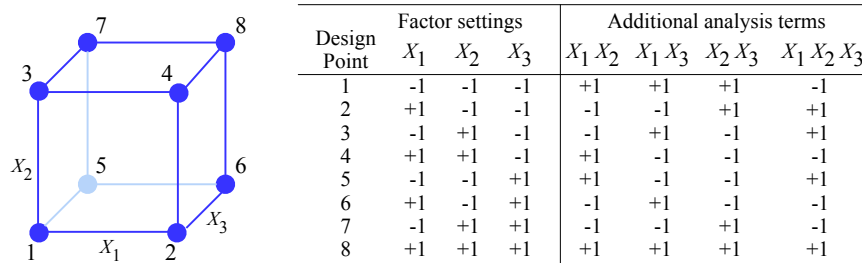 7
8
3
4
X2
5
6
X3
1
X1
2
Factor settings
Additional analysis terms
Design Point
X1 X2 X3
X1 X2 X1 X3 X2 X3 X1 X2 X3
1 -1 -1 -1 +1 +1 +1 -1
2 +1 -1 -1 -1 -1 +1 +1
3 -1 +1 -1 -1 +1 -1 +1
4 +1 +1 -1 +1 -1 -1 -1
5 -1 -1 +1 +1 -1 -1 +1
6 +1 -1 +1 -1 +1 -1 -1
7 -1 +1 +1 -1 -1 +1 -1
8 +1 +1 +1 +1 +1 +1 +1